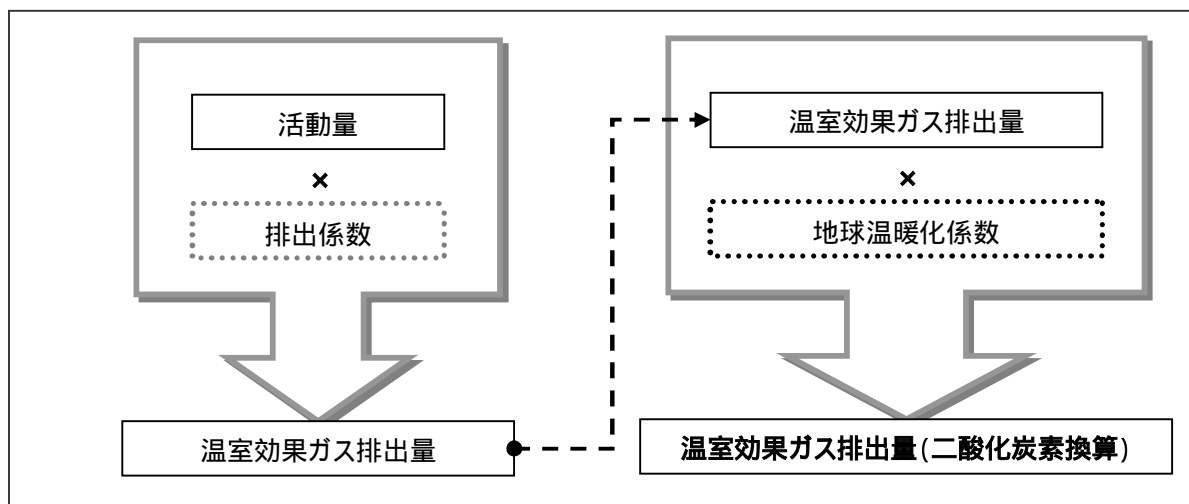 活動量
×
排出係数
温室効果ガス排出量
温室効果ガス排出量
×
地球温暖化係数
温室効果ガス排出量(二酸化炭素換算)